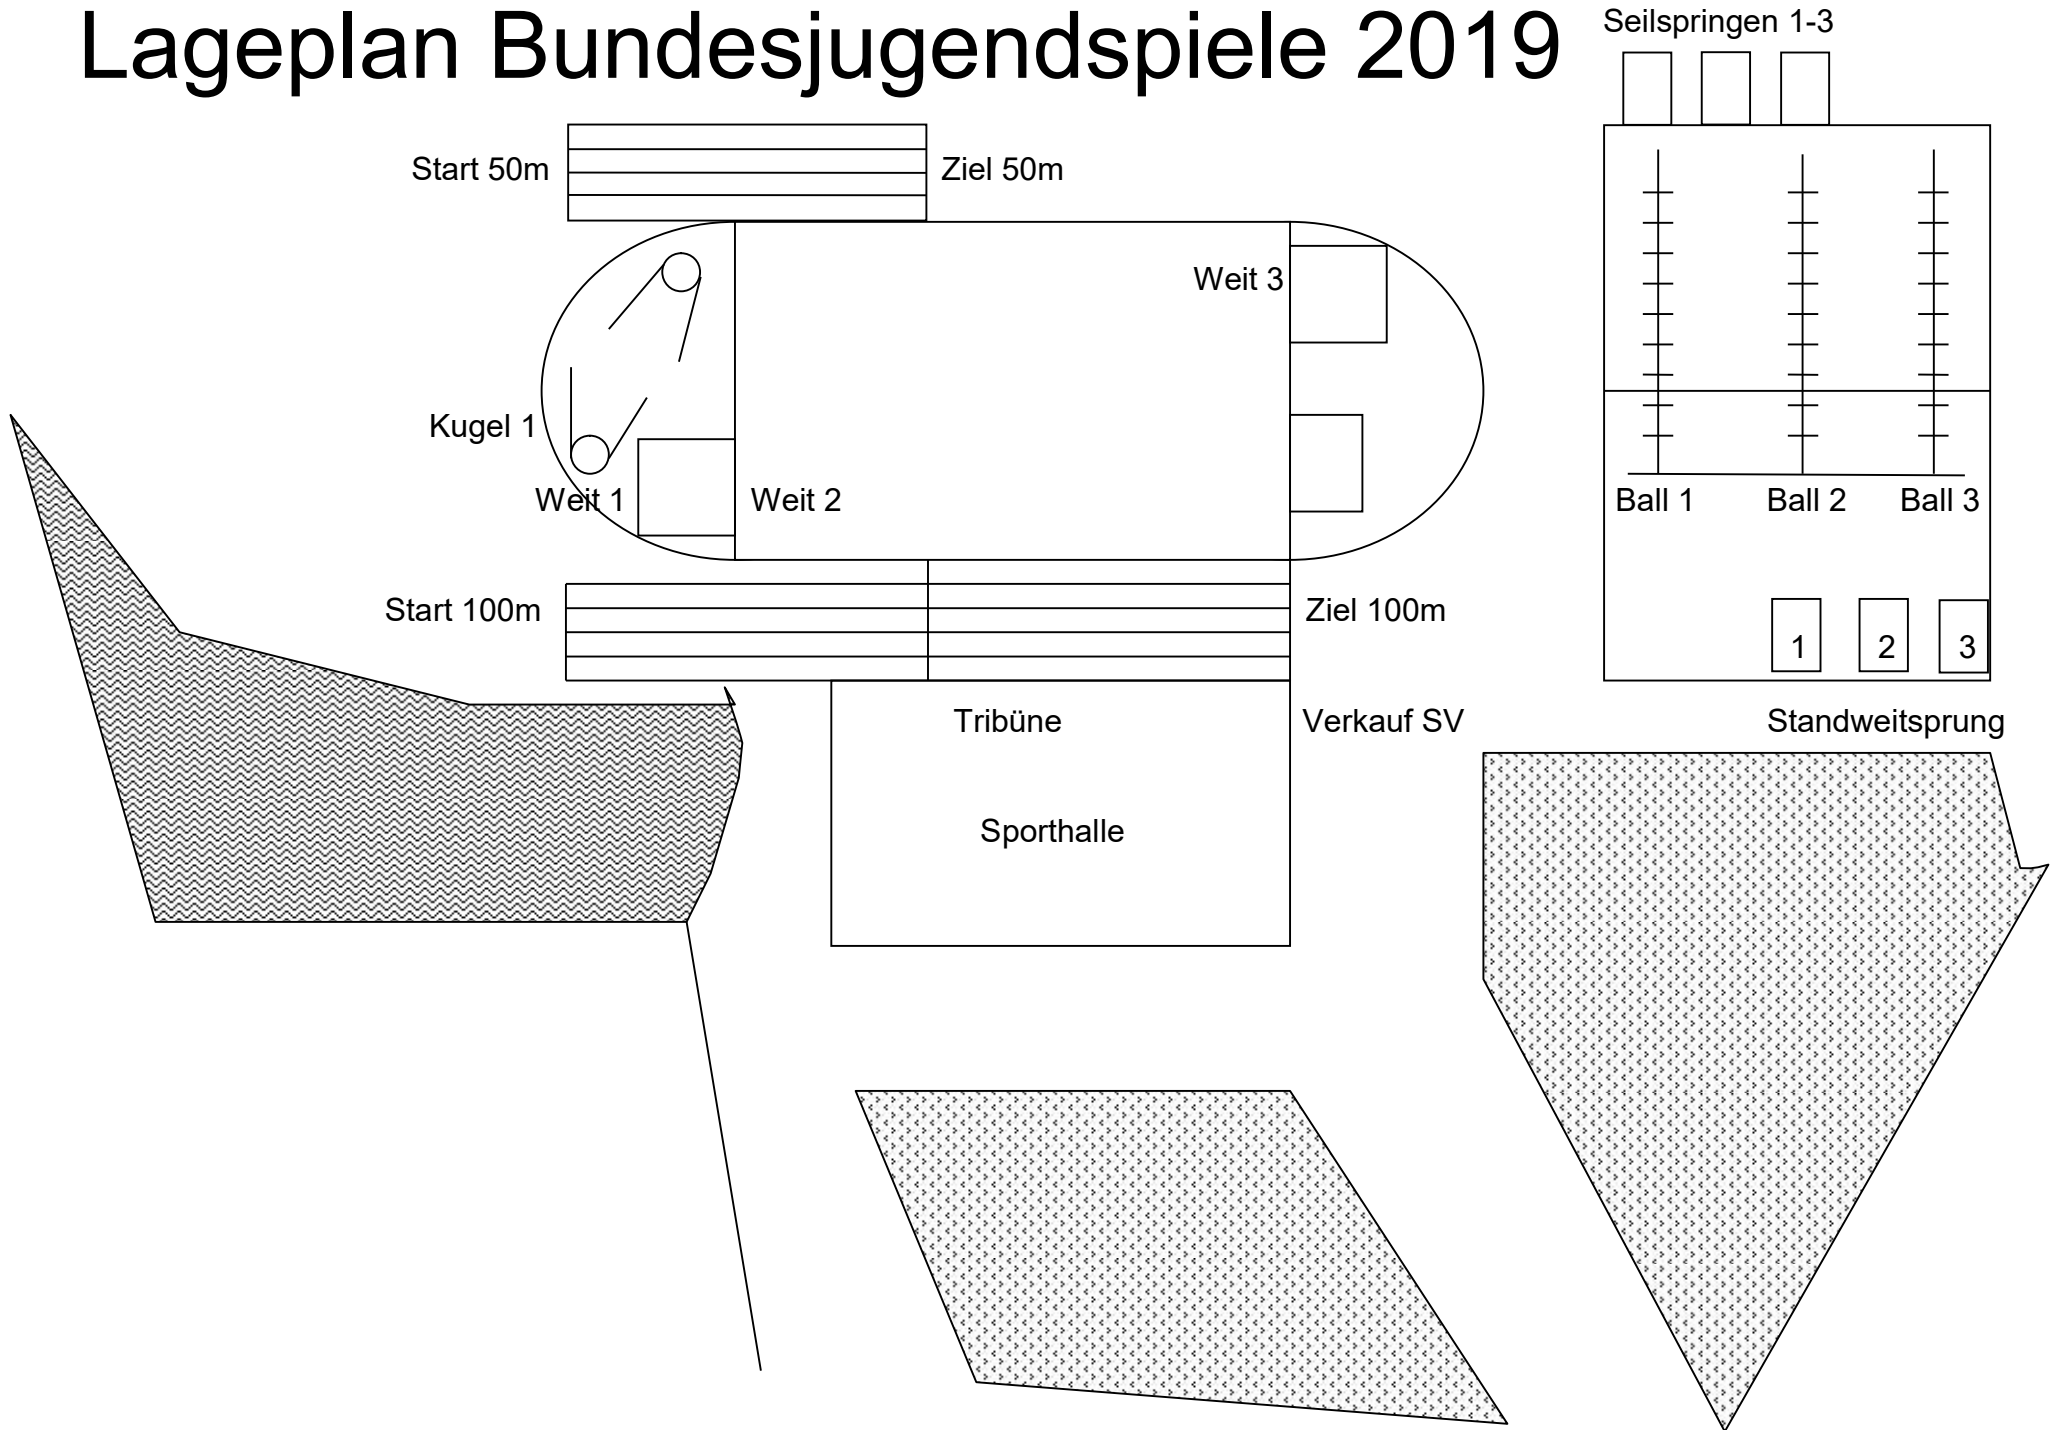 Lageplan Bundesjugendspiele 2019
Seilspringen 1-3
Start 50m
Ziel 50m
Weit 3
Kugel 1
Weit 1
Weit 2
Ball 1
Ball 2
Ball 3
Start 100m
Ziel 100m
1
2
3
Tribüne
Verkauf SV
Standweitsprung
Sporthalle